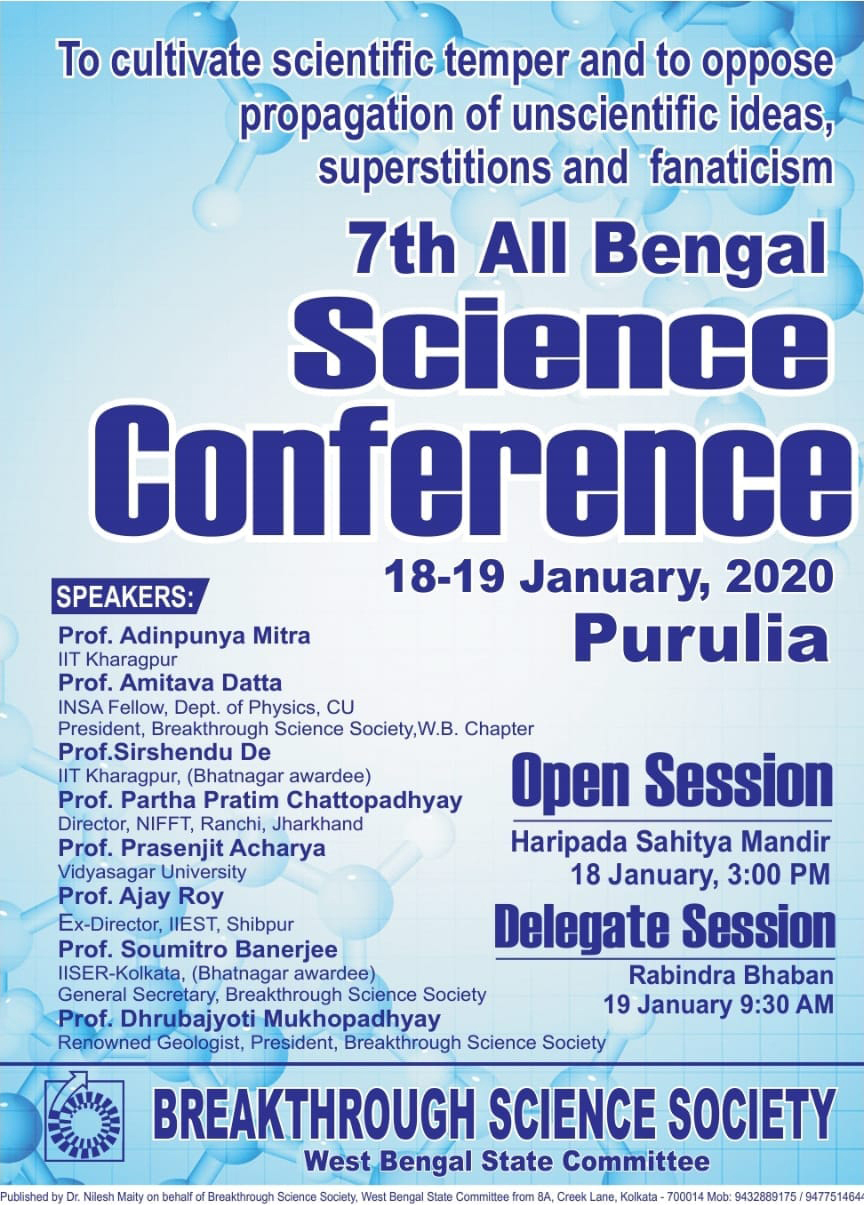 To cultivate scientific temper and to oppose
propagation of unscientific ideas,
superstitions and fanaticism
7th All Bengal
Science
Conference
18-19 January, 2020
Purulia
SPEAKERS:
Prof. Adinpunya Mitra
IIT Kharagpur
Prof. Amitava Datta
INSA Fellow, Dept. of Physics, CU
President, Breakthrough Science Society,W.B. Chapter
Prof.Sirshendu De
IIT Kharagpur, (Bhatnagar awardee)
Prof. Partha Pratim Chattopadhyay
Director, NIFFT, Ranchi, Jharkhand
Prof. Prasenjit Acharya
Vidyasagar University
Prof. Ajay Roy
Ex-Director, IIEST, Shibpur
Prof. Soumitro Banerjee
IISER-Kolkata, (Bhatnagar awardee)
General Secretary, Breakthrough Science Society
Prof. Dhrubajyoti Mukhopadhyay
Renowned Geologist, President, Breakthrough Science Society
Open Session
Haripada Sahitya Mandir
18 January, 3:00 PM
Delegate Session
Rabindra Bhaban
19 January 9:30 AM
BREAKTHROUGH SCIENCE SOCIETY
West Bengal State Committee
Published by Dr. Nilesh Maity on behalf of Breakthrough Science Society, West Bengal State Committee from 8A, Creek Lane, Kolkata - 700014 Mob: 9432889175 / 9477514644